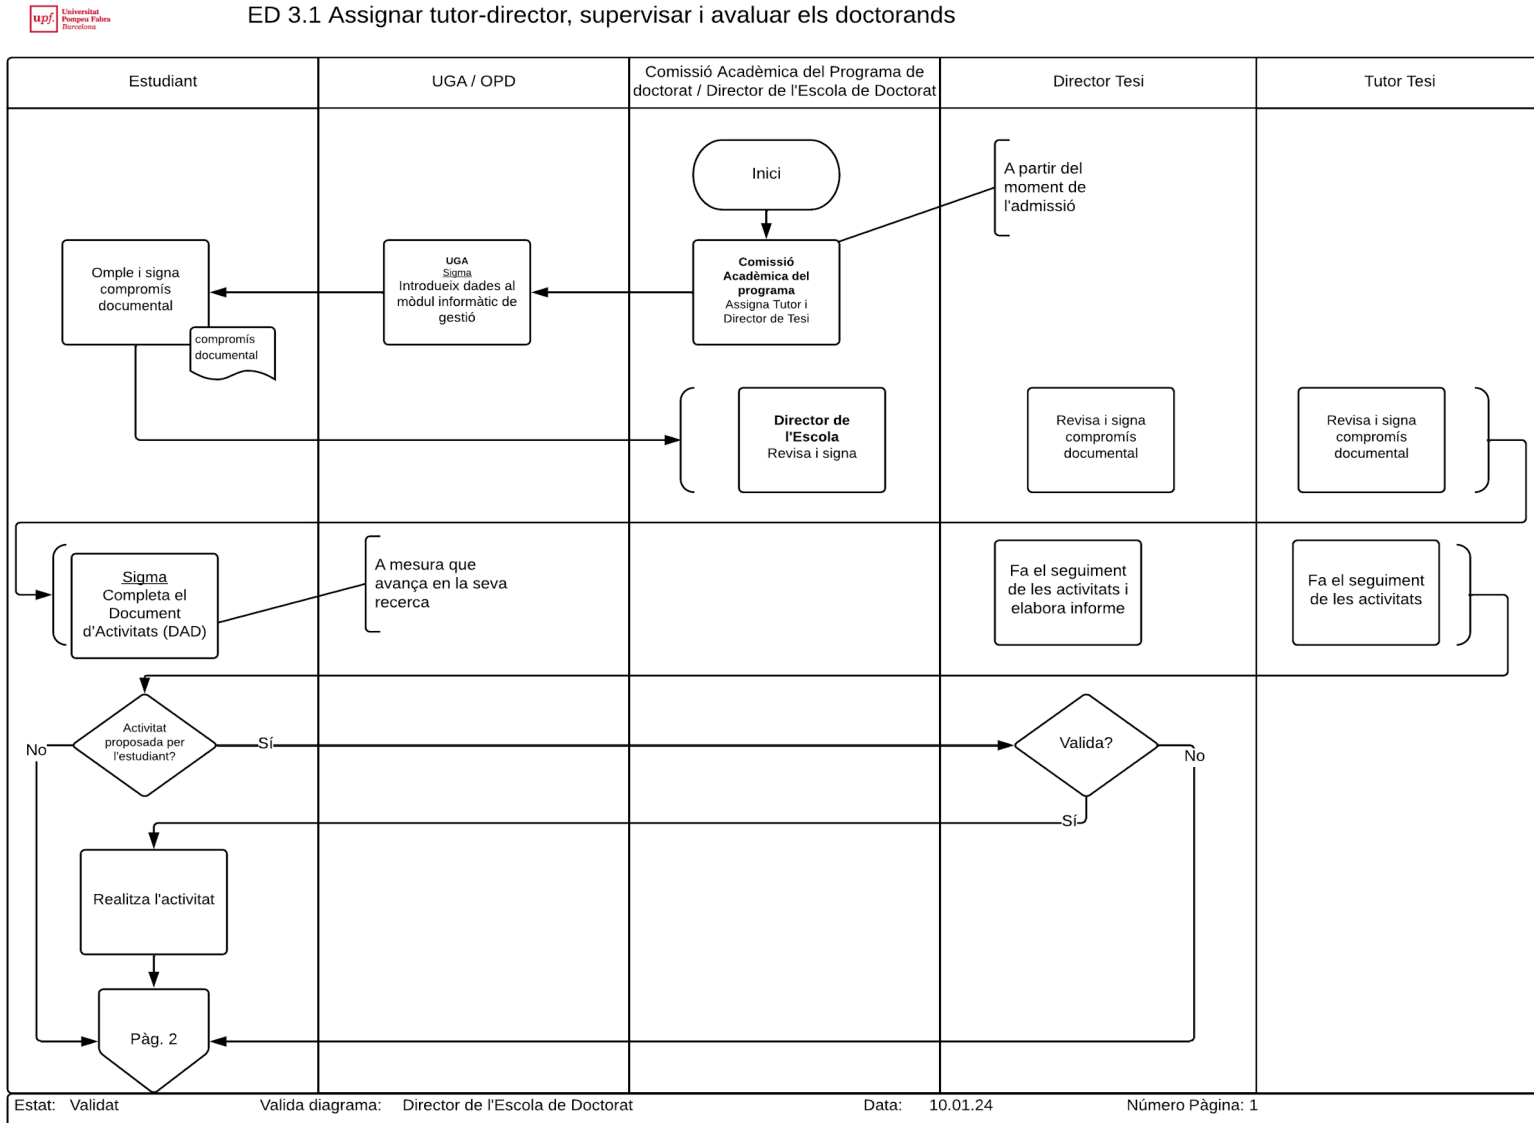 upf.
Universitat
Pompeu Fabra
Barcelona
ED 3.1 Assignar tutor-director, supervisar i avaluar els doctorands
Estudiant
UGA / OPD
Comissió Acadèmica del Programa de
doctorat / Director de l'Escola de Doctorat
Director Tesi
Tutor Tesi
Inici
A partir del
moment de
l'admissió
Omple i signa
compromís
documental
compromís
documental
UGA
Sigma
Introdueix dades al
mòdul informàtic de
gestió
Comissió
Acadèmica del
programa
Assigna Tutor i
Director de Tesi
Director de
l'Escola
Revisa i signa
Revisa i signa
compromís
documental
Revisa i signa
compromís
documental
Sigma
Completa el
Document
d'Activitats (DAD)
A mesura que
avança en la seva
recerca
Fa el seguiment
de les activitats i
elabora informe
Fa el seguiment
de les activitats
Activitat
proposada per
l'estudiant?
No
Sí
Valida?
No
Sí
Realitza l'activitat
Pàg. 2
Estat: Validat
Valida diagrama: Director de l'Escola de Doctorat
Data: 10.01.24
Número Pàgina: 1